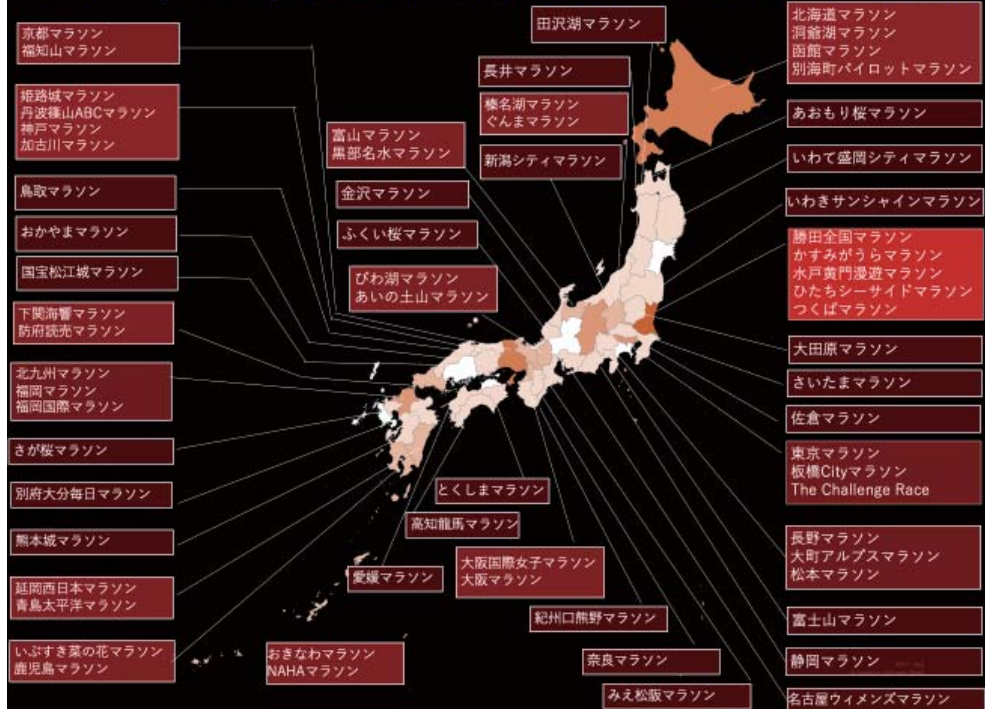 京都マラソン
福知山マラソン
姫路城マラソン
丹波篠山ABCマラソン
神戸マラソン
加古川マラソン
鳥取マラソン
おかやまマラソン
国宝松江城マラソン
下関海響マラソン
防府読売マラソン
北九州マラソン
福岡マラソン
福岡国際マラソン
さが桜マラソン
別府大分毎日マラソン
熊本城マラソン
延岡西日本マラソン
青島太平洋マラソン
いぶすき菜の花マラソン
鹿児島マラソン
田沢湖マラソン
長井マラソン
榛名湖マラソン
ぐんまマラソン
新潟シティマラソン
富山マラソン
黒部名水マラソン
金沢マラソン
ふくい桜マラソン
びわ湖マラソン
あいの土山マラソン
とくしまマラソン
高知龍馬マラソン
愛媛マラソン
大阪国際女子マラソン
大阪マラソン
紀州口熊野マラソン
奈良マラソン
みえ松阪マラソン
おきなわマラソン
NAHAマラソン
北海道マラソン
洞爺湖マラソン
函館マラソン
別海町パイロットマラソン
あおもり桜マラソン
いわて盛岡シティマラソン
いわきサンシャインマラソン
勝田全国マラソン
かすみがうらマラソン
水戸黄門漫遊マラソン
ひたちシーサイドマラソン
つくばマラソン
大田原マラソン
さいたまマラソン
佐倉マラソン
東京マラソン
板橋Cityマラソン
The Challenge Race
長野マラソン
大町アルプスマラソン
松本マラソン
富士山マラソン
静岡マラソン
名古屋ウィメンズマラソン